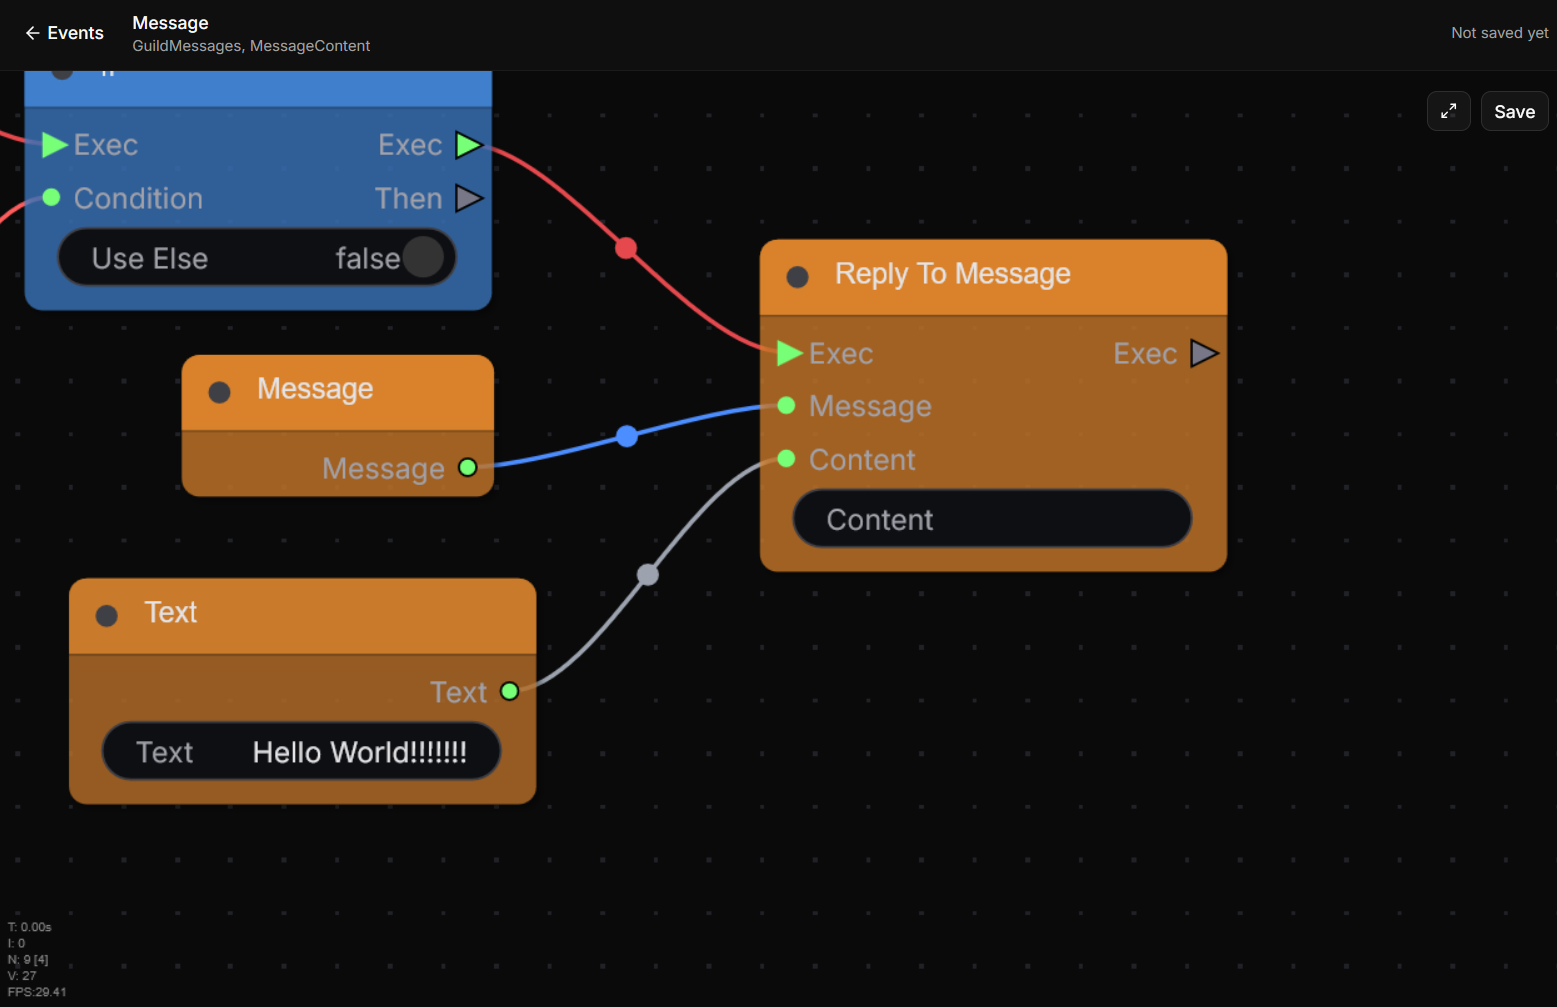 Events
Message
GuildMessages, MessageContent
Not saved yet
Save
Exec
Exec
Condition
Then
Use Else
false
Reply To Message
Exec
Exec
Message
Content
Content
Message
Message
Text
Text
Text
Hello World!!!!!!!
T: 0.00s
I: 0
N: 9 [4]
V: 27
FPS:29.41